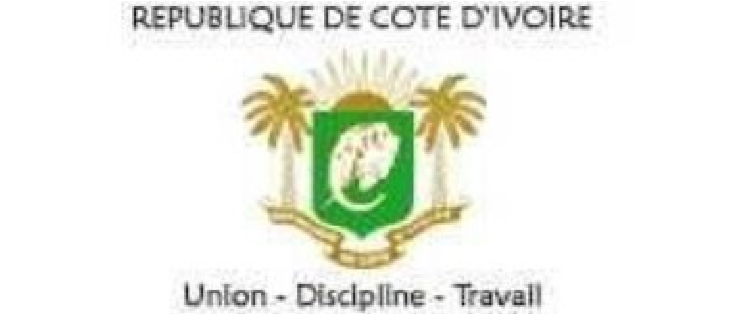 REPUBLIQUE DE COTE D'IVOIRE
Union - Discipline - Travail